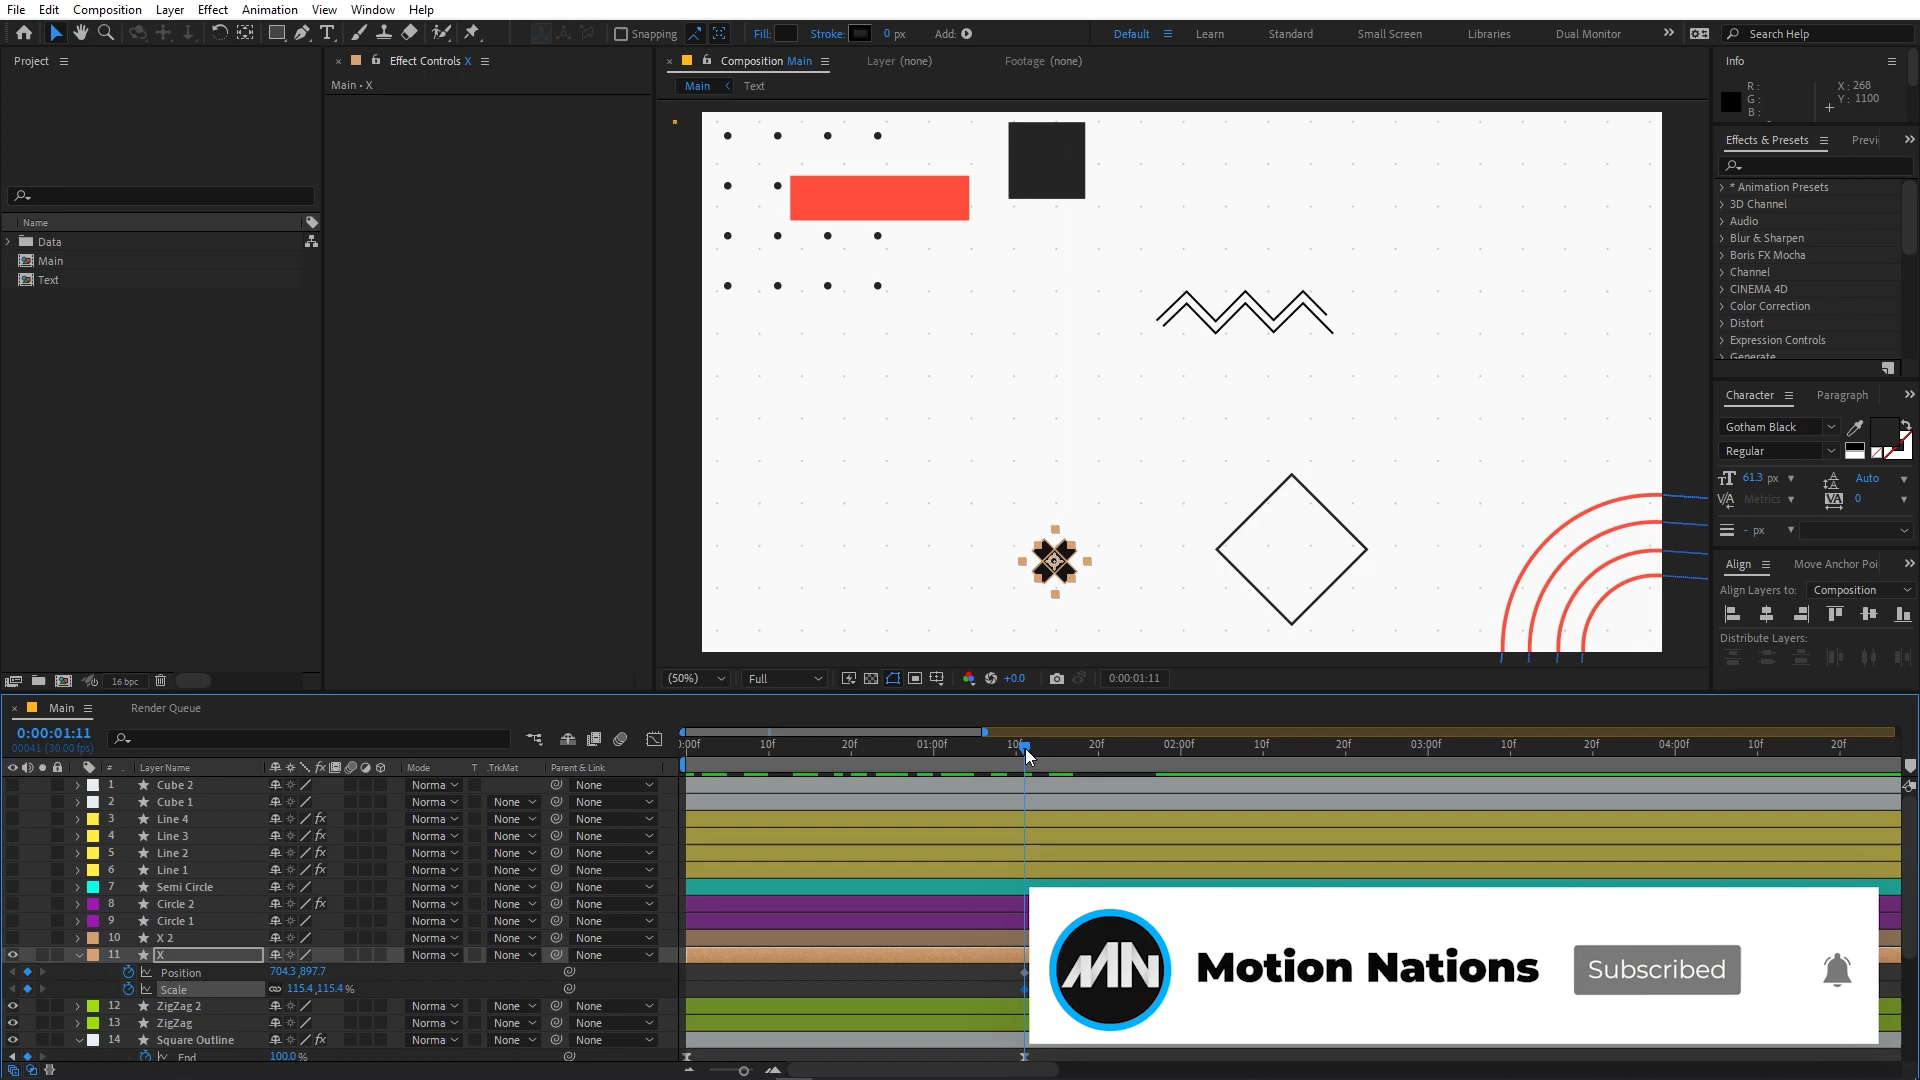 File Edit Composition Layer Effect Animation View Window Help
Snapping Fill: Stroke: 0 px Add: Default Learn Standard Small Screen Libraries Dual Monitor Search Help
Project
Name
Data
Main
Text
16 bpc
Effect Controls X
Main • X
Composition Main
Layer (none)
Footage (none)
Main Text
(50%) Full +0.0 0:00:01:11
Info
R :
G :
B :
X : 268
Y : 1100
Effects & Presets
* Animation Presets
3D Channel
Audio
Blur & Sharpen
Boris FX Mocha
Channel
CINEMA 4D
Color Correction
Distort
Expression Controls
Generate
Character Paragraph
Gotham Black
Regular
61.3 px Auto
Metrics 0
- px
Align Move Anchor Poi
Align Layers to: Composition
Distribute Layers:
Main Render Queue
0:00:01:11
00041 (30.00 fps)
10f 20f 01:00f 10f 20f 02:00f 10f 20f 03:00f 10f 20f 04:00f 10f 20f
# Layer Name Mode T .TrkMat Parent & Link
1 Cube 2 Norma None
2 Cube 1 Norma None None
3 Line 4 Norma None None
4 Line 3 Norma None None
5 Line 2 Norma None None
6 Line 1 Norma None None
7 Semi Circle Norma None None
8 Circle 2 Norma None None
9 Circle 1 Norma None None
10 X 2 Norma None None
11 X Norma None None
Position 704.3,897.7
Scale 115.4,115.4 %
12 ZigZag 2 Norma None None
13 ZigZag Norma None None
14 Square Outline Norma None None
End 100.0 %
MN
Motion Nations
Subscribed